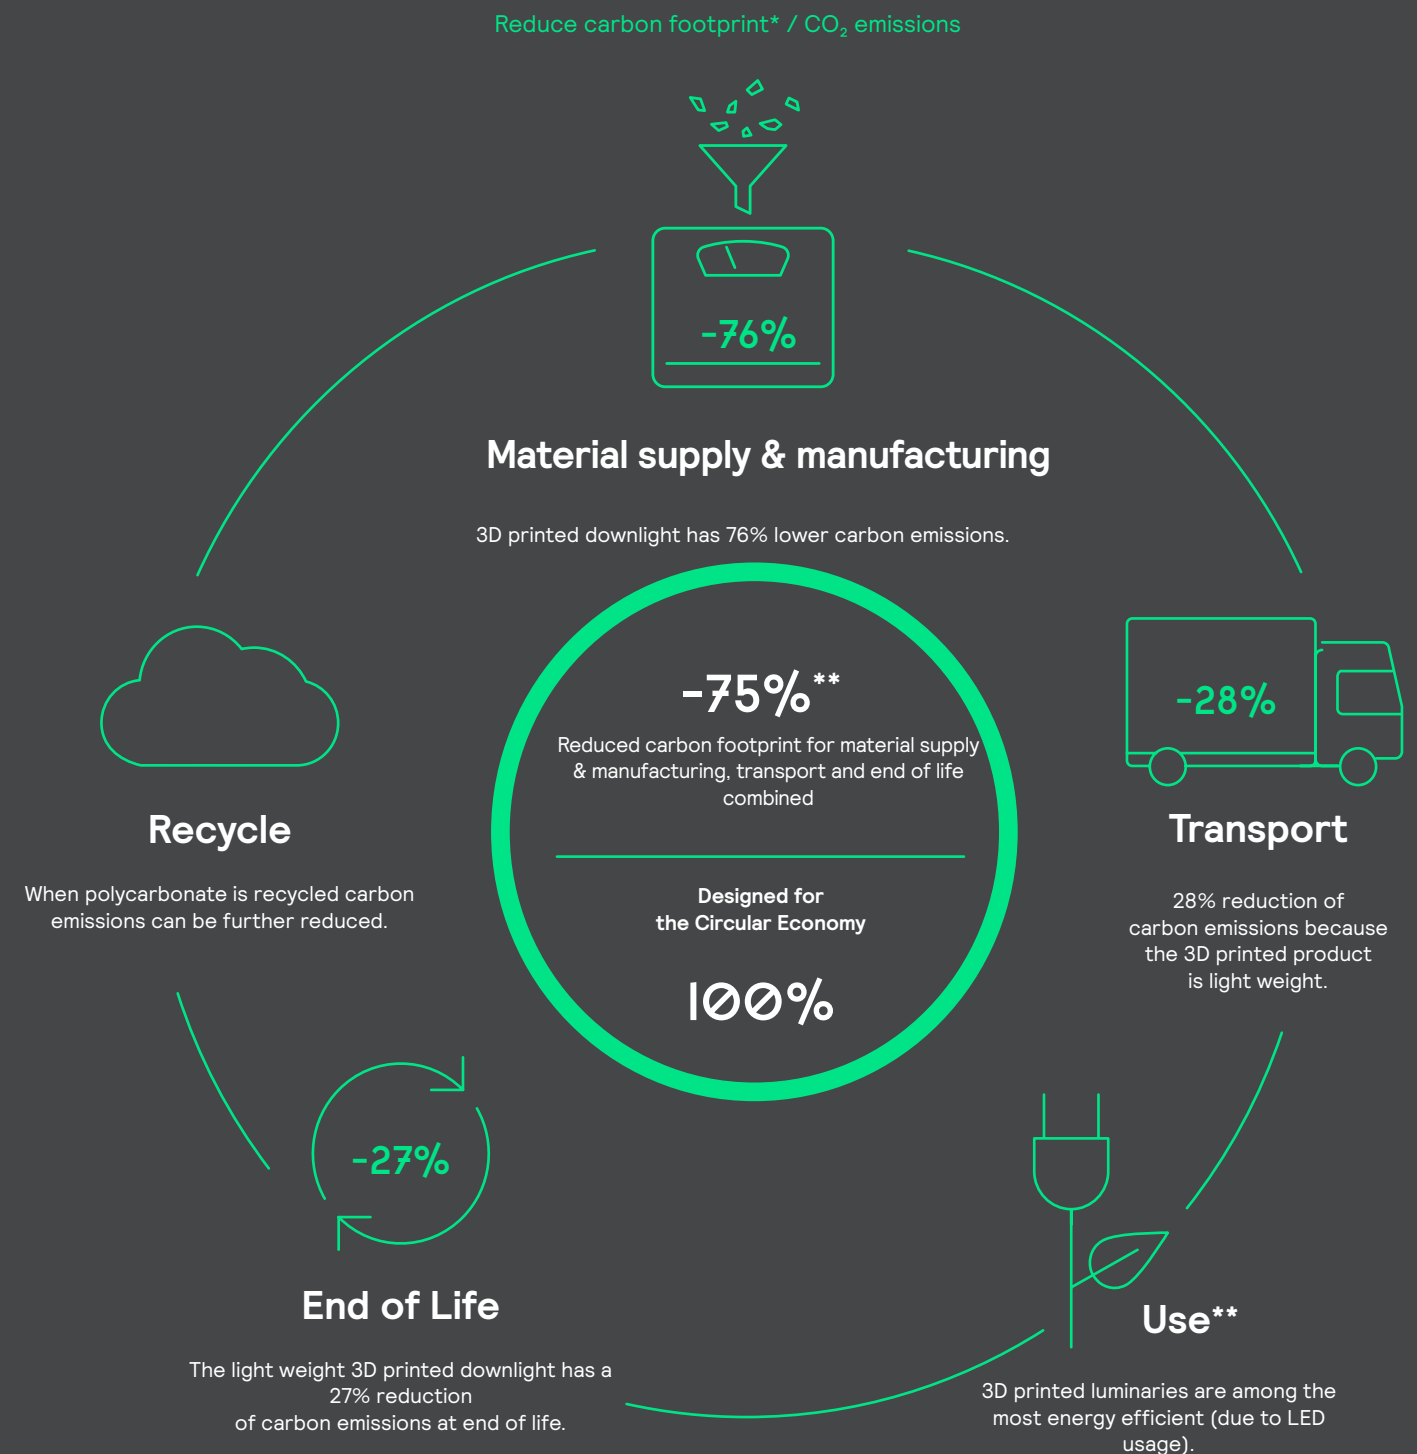 Reduce carbon footprint* / CO₂ emissions
-76%
Material supply & manufacturing
3D printed downlight has 76% lower carbon emissions.
-75%**
Reduced carbon footprint for material supply
& manufacturing, transport and end of life
combined
Designed for
the Circular Economy
100%
-28%
Transport
28% reduction of
carbon emissions because
the 3D printed product
is light weight.
Use**
3D printed luminaries are among the
most energy efficient (due to LED
usage).
-27%
End of Life
The light weight 3D printed downlight has a
27% reduction
of carbon emissions at end of life.
Recycle
When polycarbonate is recycled carbon
emissions can be further reduced.